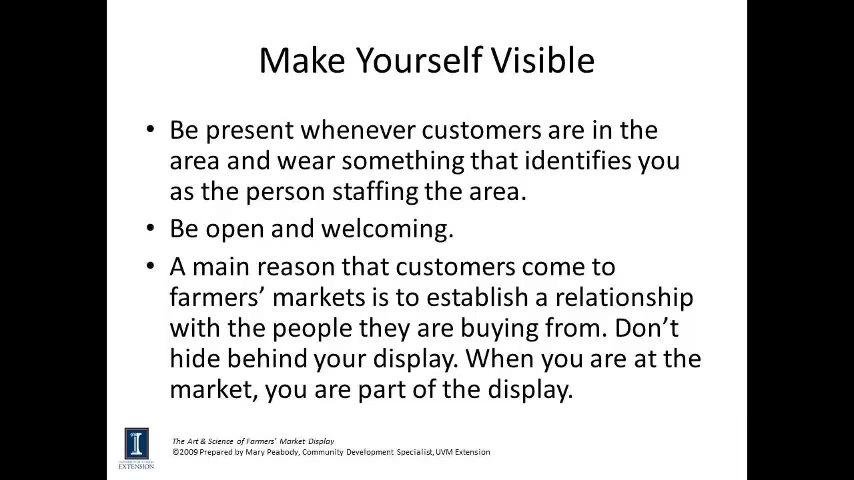 Make Yourself Visible
• Be present whenever customers are in the
area and wear something that identifies you
as the person staffing the area.
• Be open and welcoming.
• A main reason that customers come to
farmers’ markets is to establish a relationship
with the people they are buying from. Don’t
hide behind your display. When you are at the
market, you are part of the display.
The Art & Science of Farmers’ Market Display
©2009 Prepared by Mary Peabody, Community Development Specialist, UVM Extension
I
EXTENSION